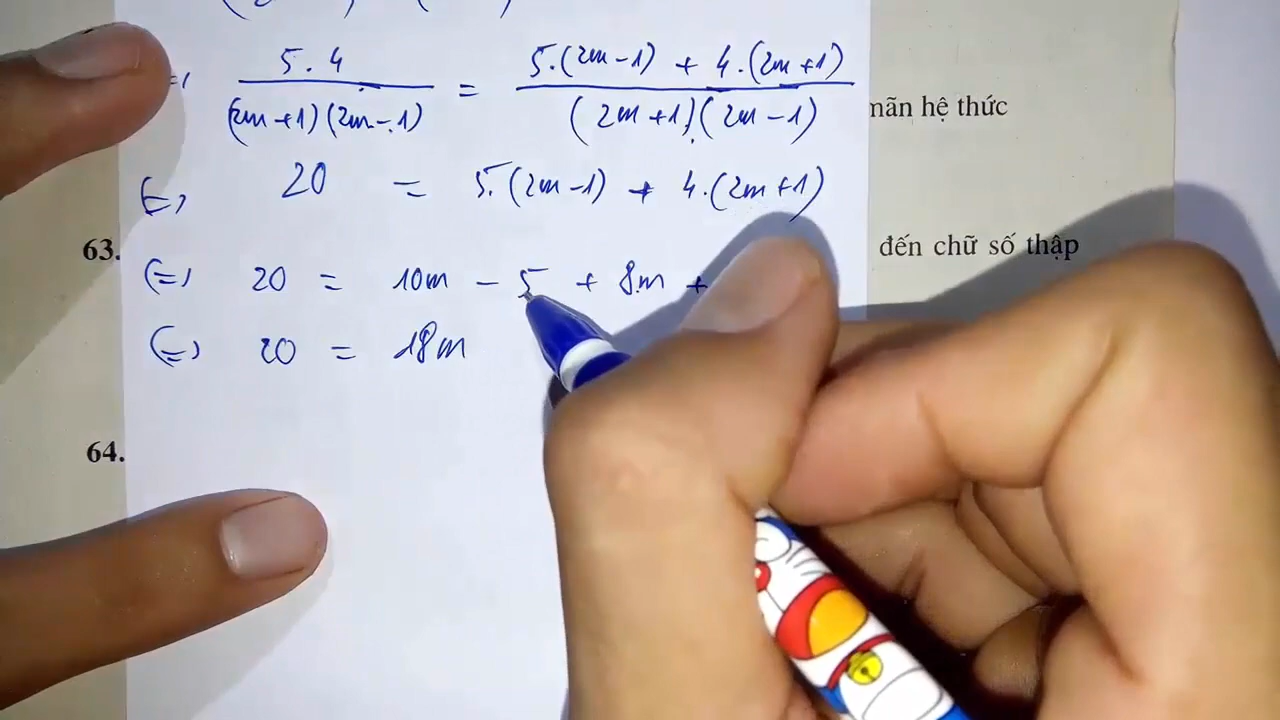 5.4 / (2m+1)(2m-1) = 5.(2m-1) + 4.(2m+1) / (2m+1)(2m-1)
mãn hệ thức
(=) 20 = 5.(2m-1) + 4.(2m+1)
63. đến chữ số thập
(=) 20 = 10m - 5 + 8m +
(=) 20 = 18m
64.